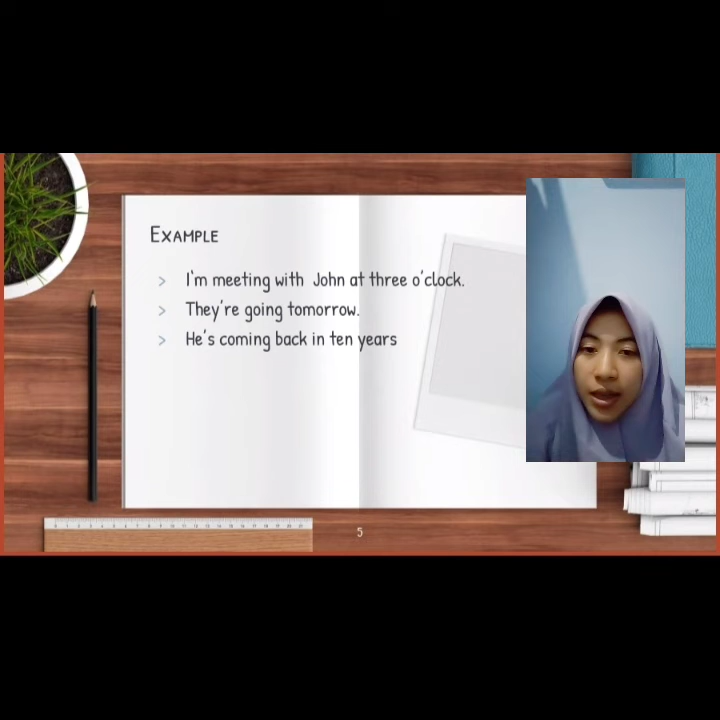 EXAMPLE
> I'm meeting with John at three o'clock.
> They're going tomorrow.
> He's coming back in ten years
5